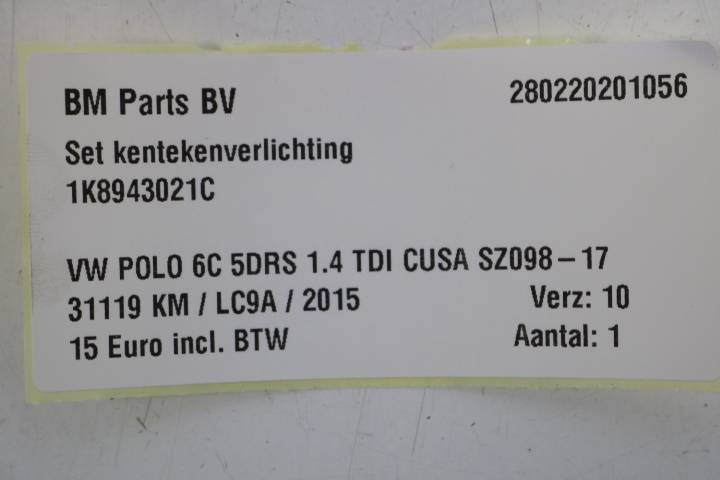 BM Parts BV 280220201056
Set kentekenverlichting
1K8943021C
VW POLO 6C 5DRS 1.4 TDI CUSA SZ098-17
31119 KM / LC9A / 2015 Verz: 10
15 Euro incl. BTW Aantal: 1